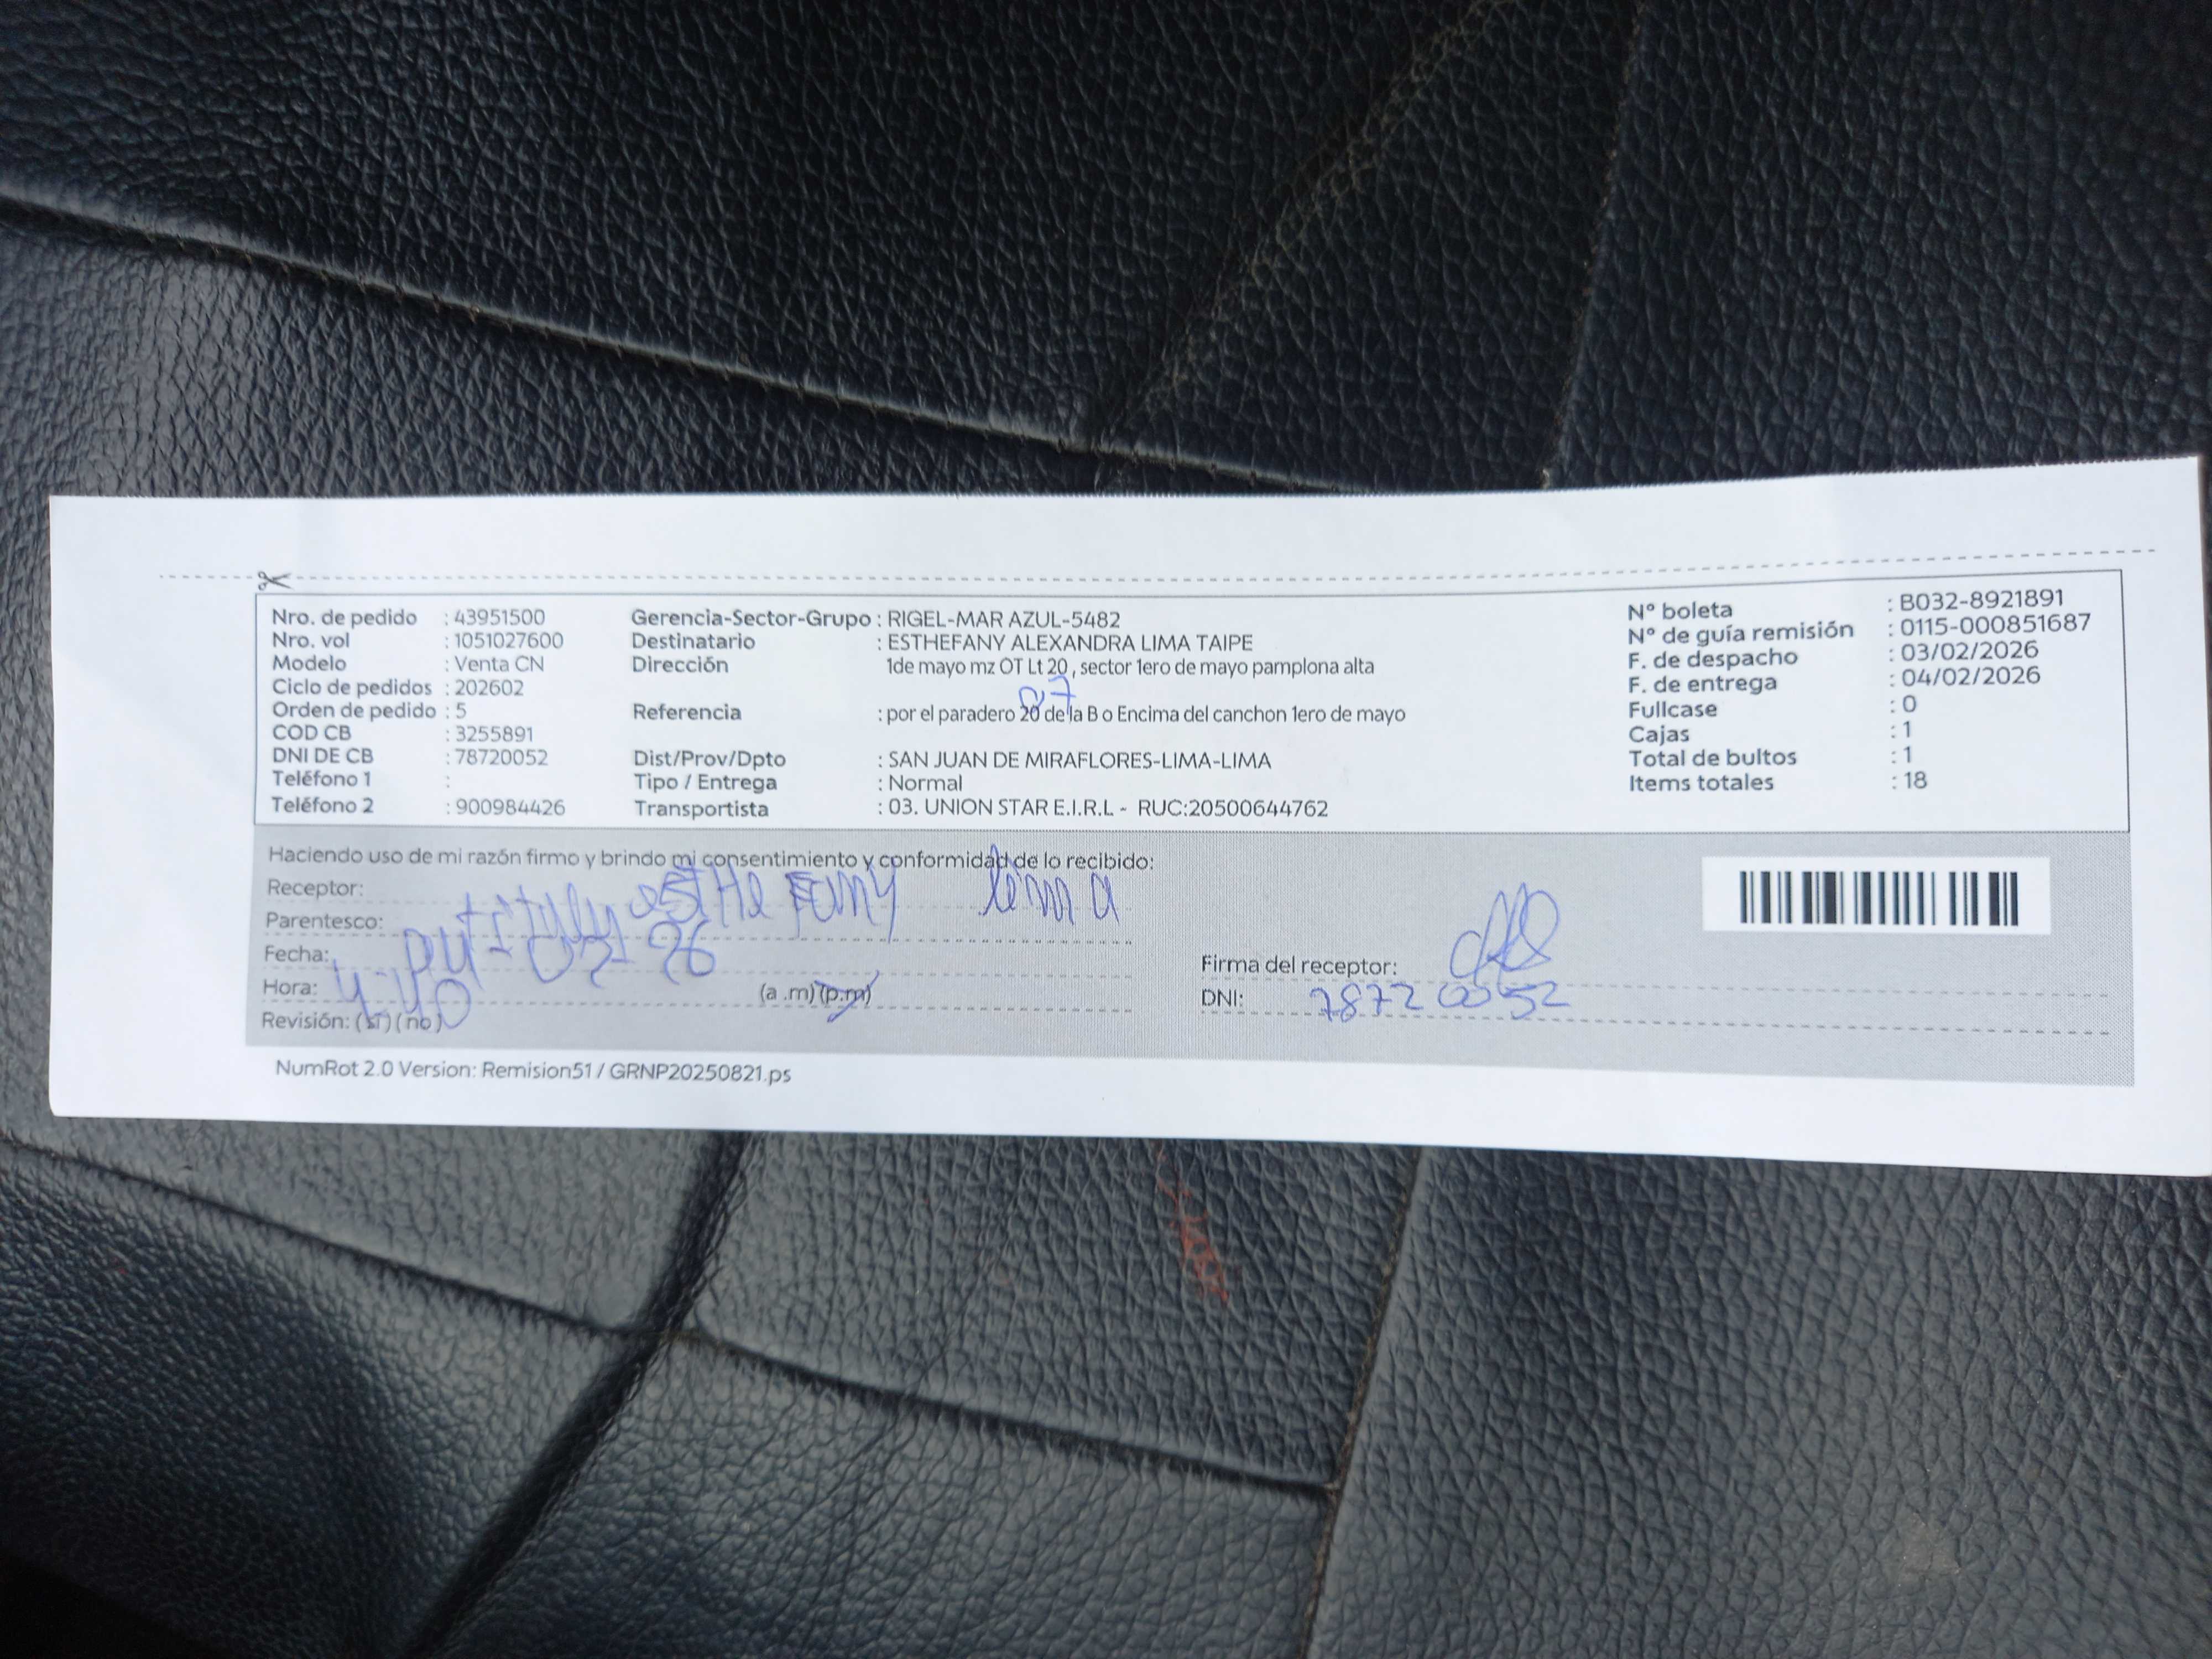 Nro. de pedido : 43951500 Gerencia-Sector-Grupo : RIGEL-MAR AZUL-5482 N° boleta : B032-8921891
Nro. vol : 1051027600 Destinatario : ESTHEFANY ALEXANDRA LIMA TAIPE N° de guía remisión : 0115-000851687
Modelo : Venta CN Dirección 1de mayo mz OT Lt 20 , sector 1ero de mayo pamplona alta F. de despacho : 03/02/2026
Ciclo de pedidos : 202602 F. de entrega : 04/02/2026
Orden de pedido : 5 Referencia : por el paradero 20 de la B o Encima del canchon 1ero de mayo Fullcase : 0
COD CB : 3255891 Cajas : 1
DNI DE CB : 78720052 Dist/Prov/Dpto : SAN JUAN DE MIRAFLORES-LIMA-LIMA Total de bultos : 1
Teléfono 1 : Tipo / Entrega : Normal Items totales : 18
Teléfono 2 : 900984426 Transportista : 03. UNION STAR E.I.R.L - RUC:20500644762
Haciendo uso de mi razón firmo y brindo mi consentimiento y conformidad de lo recibido:
Receptor: esthefany lima
Parentesco:
Fecha: 26
Hora: 4:40 (a .m) (p.m)
Revisión: (si) (no)
Firma del receptor:
DNI: 78720052
NumRot 2.0 Version: Remision51 / GRNP20250821.ps